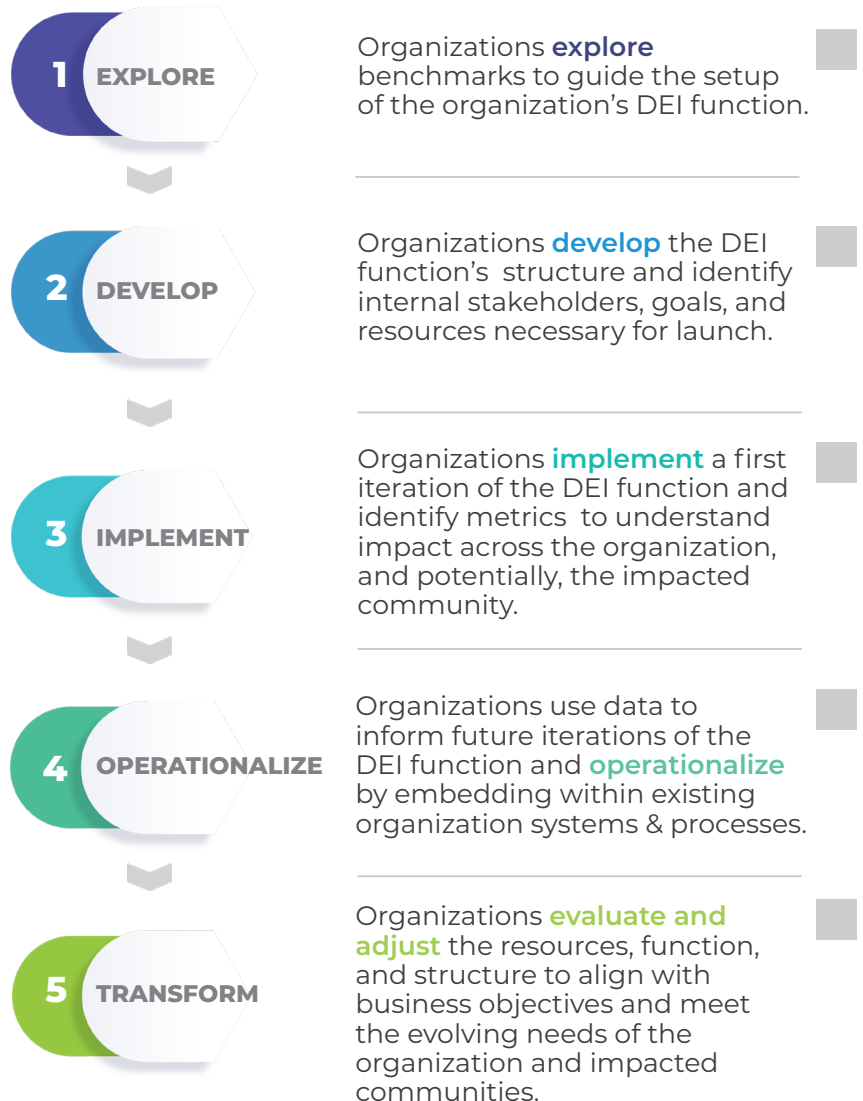 1 EXPLORE
Organizations explore
benchmarks to guide the setup
of the organization's DEI function.
2 DEVELOP
Organizations develop the DEI
function's structure and identify
internal stakeholders, goals, and
resources necessary for launch.
3 IMPLEMENT
Organizations implement a first
iteration of the DEI function and
identify metrics to understand
impact across the organization,
and potentially, the impacted
community.
4 OPERATIONALIZE
Organizations use data to
inform future iterations of the
DEI function and operationalize
by embedding within existing
organization systems & processes.
5 TRANSFORM
Organizations evaluate and
adjust the resources, function,
and structure to align with
business objectives and meet
the evolving needs of the
organization and impacted
communities.